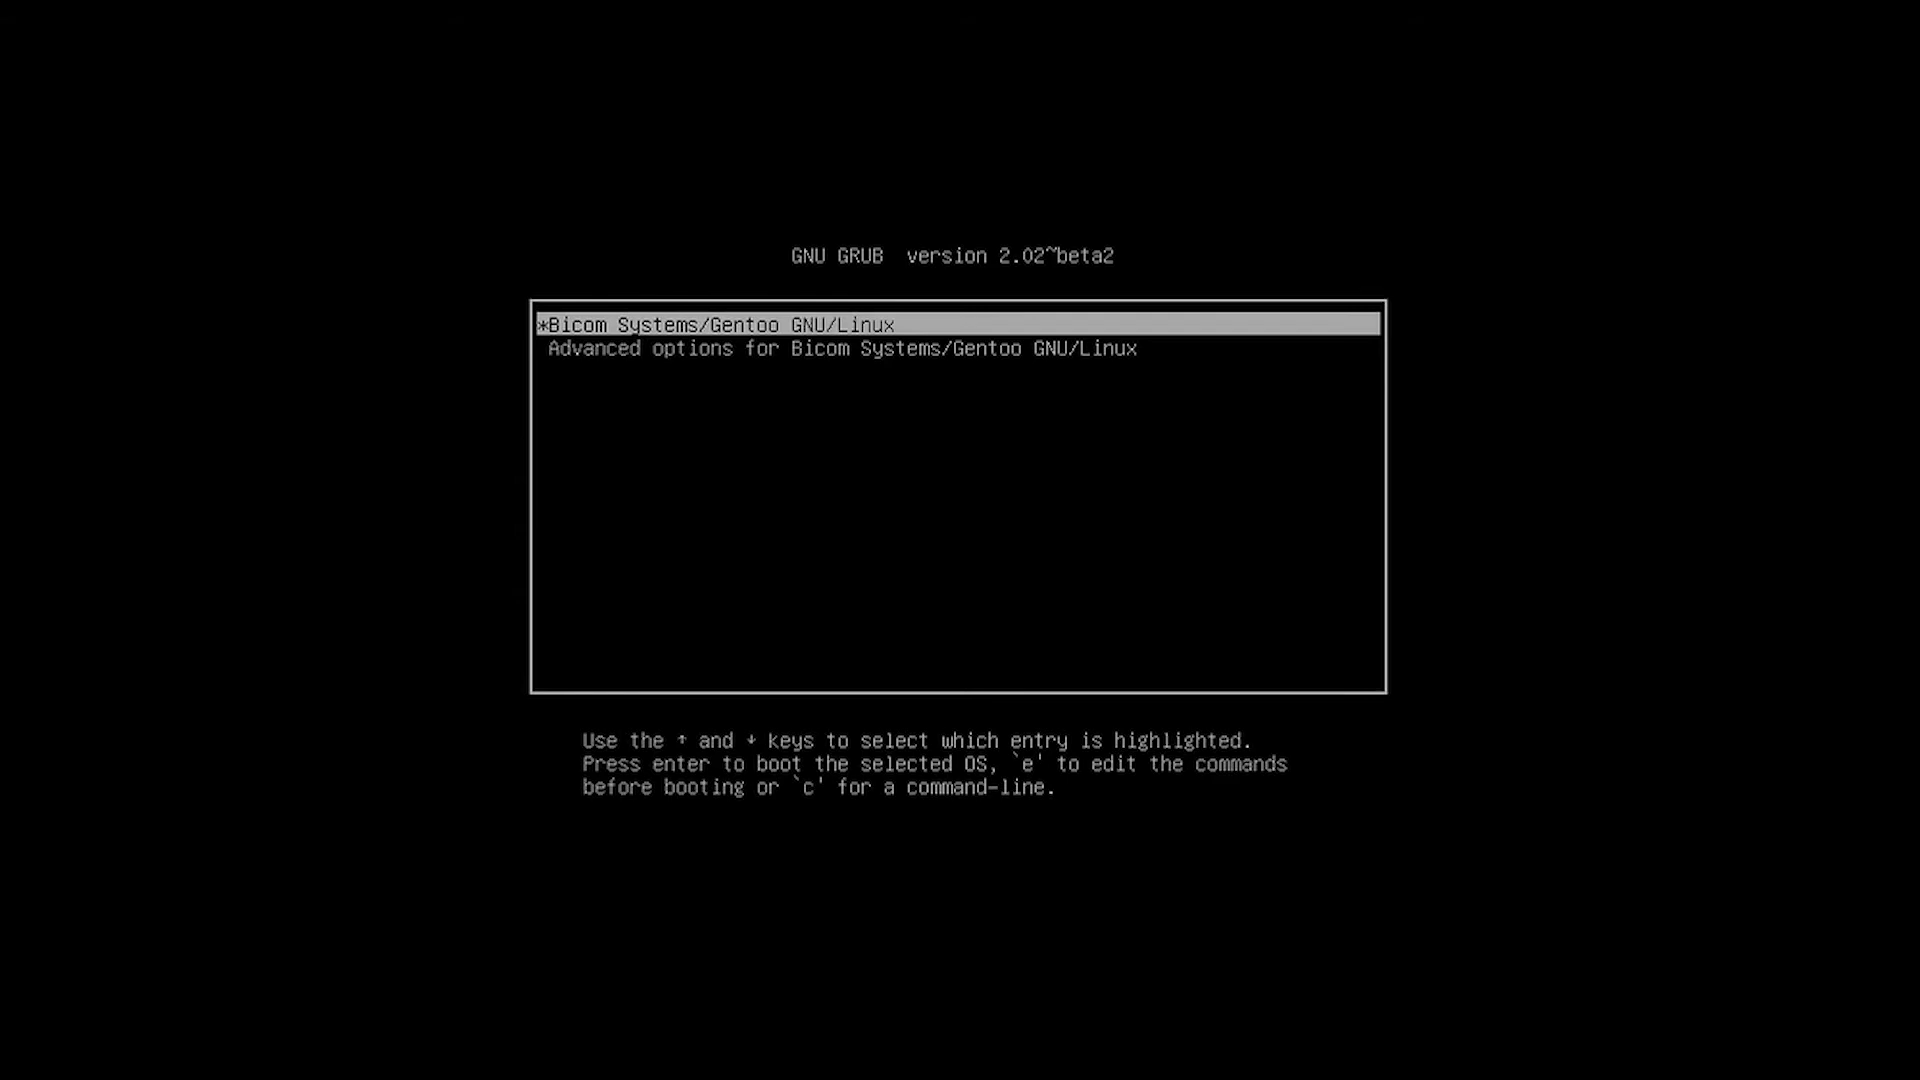 GNU GRUB  version 2.02~beta2
*Bicom Systems/Gentoo GNU/Linux
Advanced options for Bicom Systems/Gentoo GNU/Linux
Use the ↑ and ↓ keys to select which entry is highlighted.
Press enter to boot the selected OS, `e' to edit the commands
before booting or `c' for a command-line.